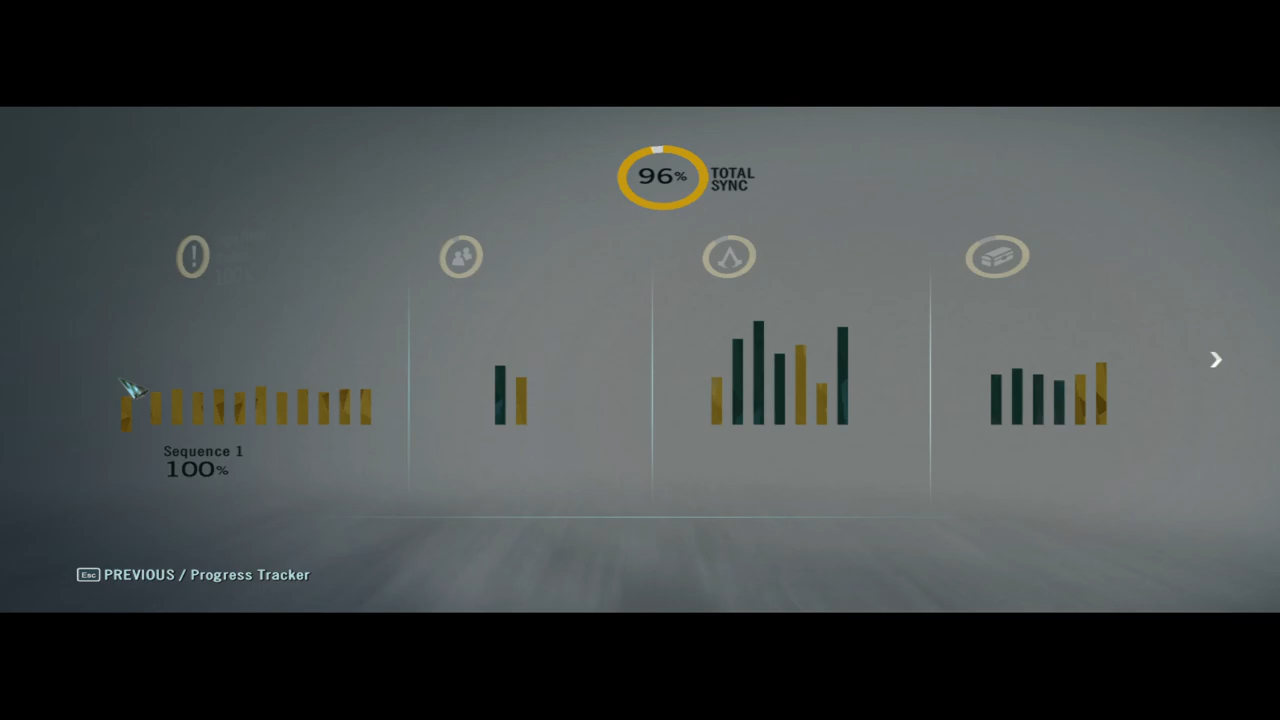 96%
TOTAL
SYNC
Sequence 1
100%
Esc PREVIOUS / Progress Tracker